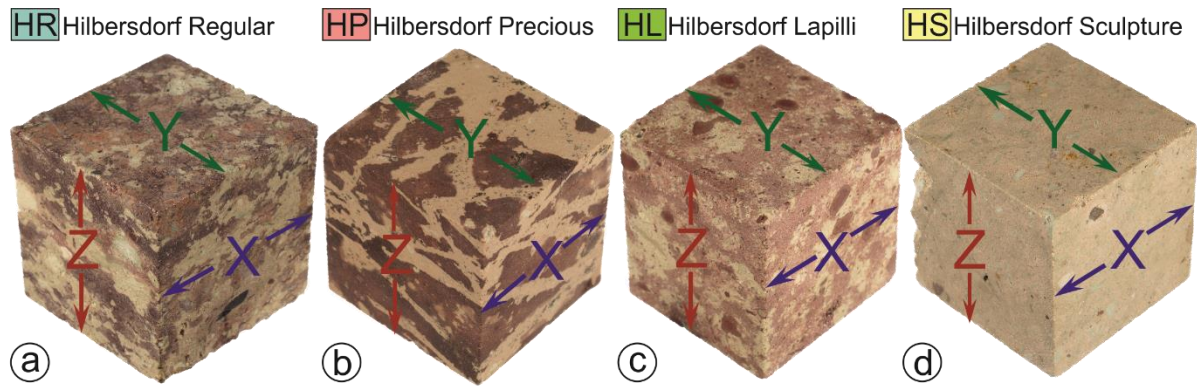 HR Hilbersdorf Regular
HP Hilbersdorf Precious
HL Hilbersdorf Lapilli
HS Hilbersdorf Sculpture
Y
Z
X
a
Y
Z
X
b
Y
Z
X
c
Y
Z
X
d